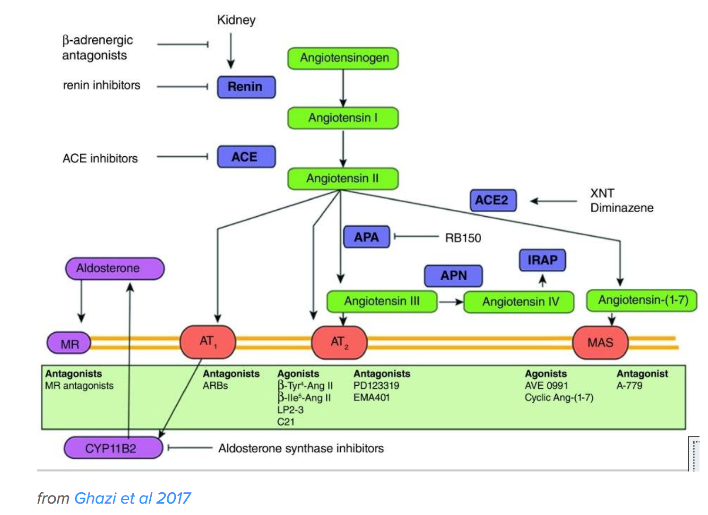 Kidney
β-adrenergic
antagonists
Angiotensinogen
renin inhibitors
Renin
Angiotensin I
ACE inhibitors
ACE
Angiotensin II
ACE2
XNT
Diminazene
APA
RB150
IRAP
APN
Aldosterone
Angiotensin III
Angiotensin IV
Angiotensin-(1-7)
MR
AT1
AT2
MAS
Antagonists
MR antagonists
Antagonists
ARBs
Agonists
β-Tyr⁴-Ang II
β-Ile⁵-Ang II
LP2-3
C21
Antagonists
PD123319
EMA401
Agonists
AVE 0991
Cyclic Ang-(1-7)
Antagonist
A-779
CYP11B2
Aldosterone synthase inhibitors
from Ghazi et al 2017